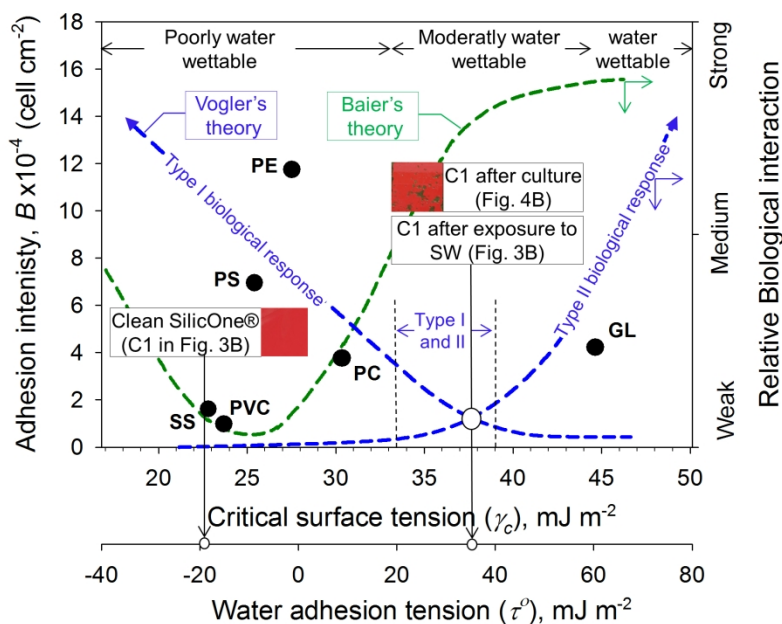 18
16
14
12
10
8
6
4
2
0
Adhesion intenisty, B x10⁻⁴ (cell cm⁻²)
Poorly water
wettable
Moderatly water
wettable
water
wettable
Vogler's
theory
Baier's
theory
Type I biological response
Type II biological response
PE
PS
SS
PVC
PC
GL
C1 after culture
(Fig. 4B)
C1 after exposure to
SW (Fig. 3B)
Clean SilicOne®
(C1 in Fig. 3B)
Type I
and II
Strong
Medium
Weak
Relative Biological interaction
20 25 30 35 40 45 50
Critical surface tension (γc), mJ m⁻²
-40 -20 0 20 40 60 80
Water adhesion tension (τᵒ), mJ m⁻²